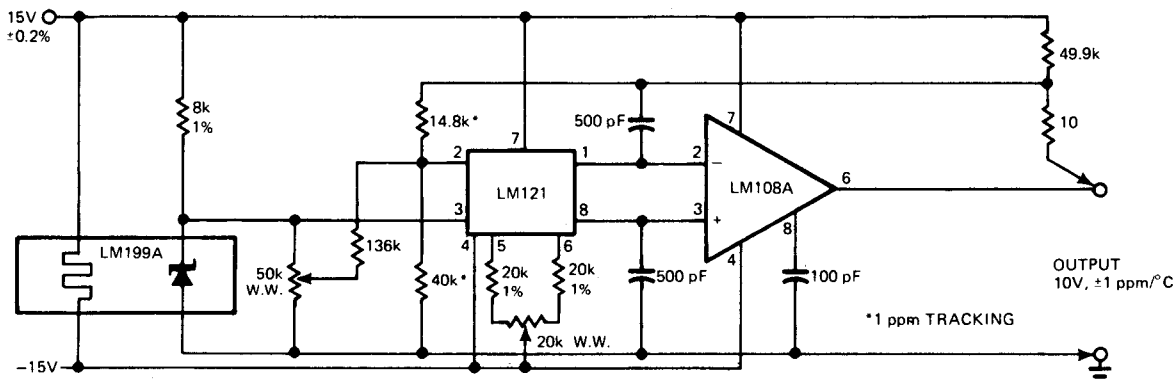 15V
±0.2%
49.9k
8k
1%
14.8k*
500 pF
7
7
10
2
1
2
−
LM121
LM108A
6
3
8
3
+
8
LM199A
4
5
6
4
136k
50k
W.W.
40k*
20k
1%
20k
1%
500 pF
100 pF
OUTPUT
10V, ±1 ppm/°C
*1 ppm TRACKING
20k W.W.
−15V